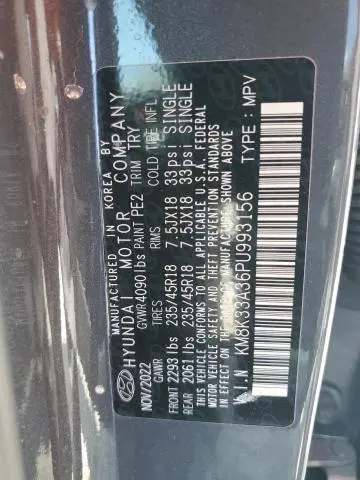 MANUFACTURED IN KOREA BY
HYUNDAI MOTOR COMPANY
NOV/2022 GVWR 4090 lbs PAINT PE2 TRIM TRY
GAWR TIRE RIMS COLD TIRE INFL
FRONT 2293 lbs 235/45R18 7.5JX18 33psi SINGLE
REAR 2061 lbs 235/45R18 7.5JX18 33psi SINGLE
THIS VEHICLE CONFORMS TO ALL APPLICABLE U.S.A. FEDERAL
MOTOR VEHICLE SAFETY AND THEFT PREVENTION STANDARDS
IN EFFECT ON THE DATE OF MANUFACTURE SHOWN ABOVE
V.I.N KM8K33A36PU993156 TYPE : MPV